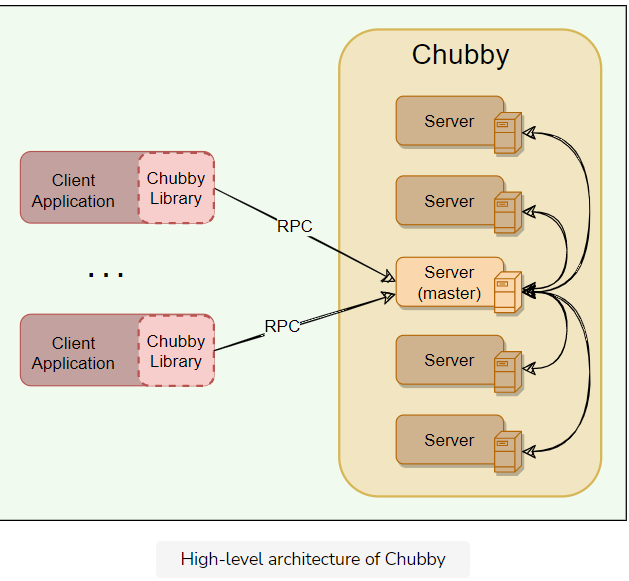 Chubby
Server
Client
Application
Chubby
Library
Server
RPC
...
Server
(master)
RPC
Client
Application
Chubby
Library
Server
Server
High-level architecture of Chubby